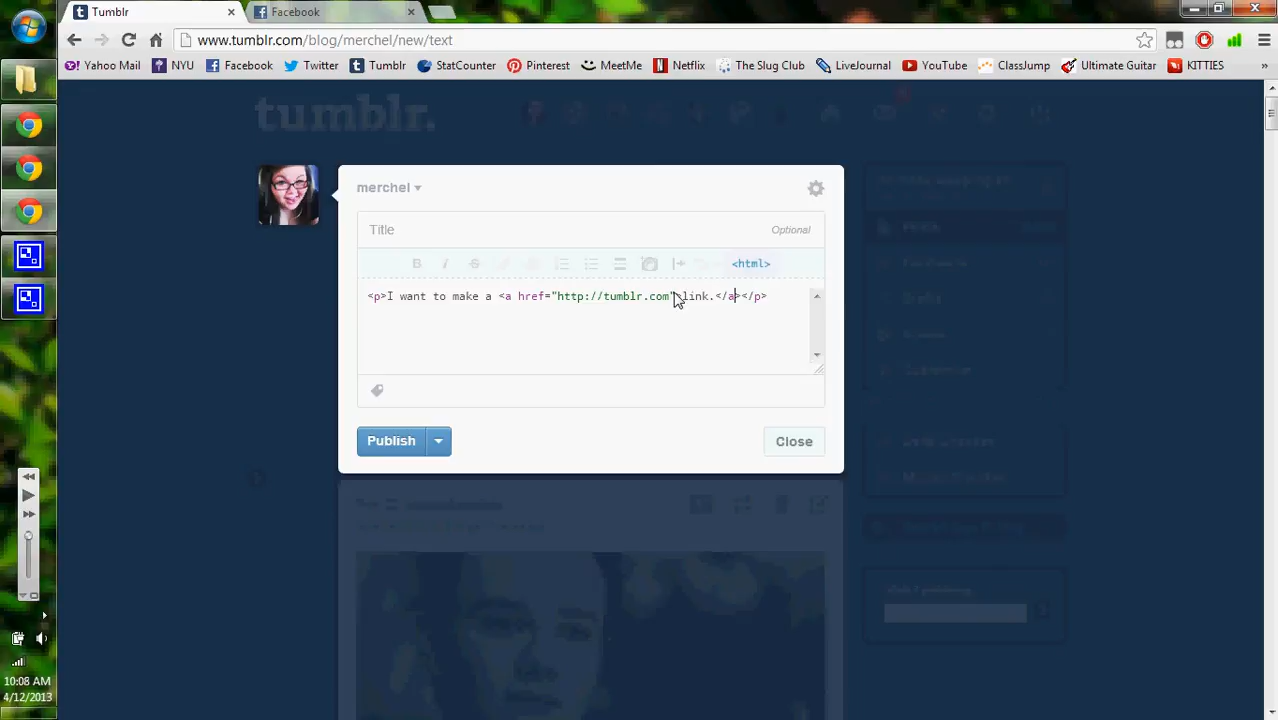 Tumblr
Facebook
www.tumblr.com/blog/merchel/new/text
Yahoo Mail NYU Facebook Twitter Tumblr StatCounter Pinterest MeetMe Netflix The Slug Club LiveJournal YouTube ClassJump Ultimate Guitar KITTIES »
tumblr.
merchel
Title Optional
B i S <html>
<p>I want to make a <a href="http://tumblr.com">link.</a></p>
Publish Close
10:08 AM
4/12/2013